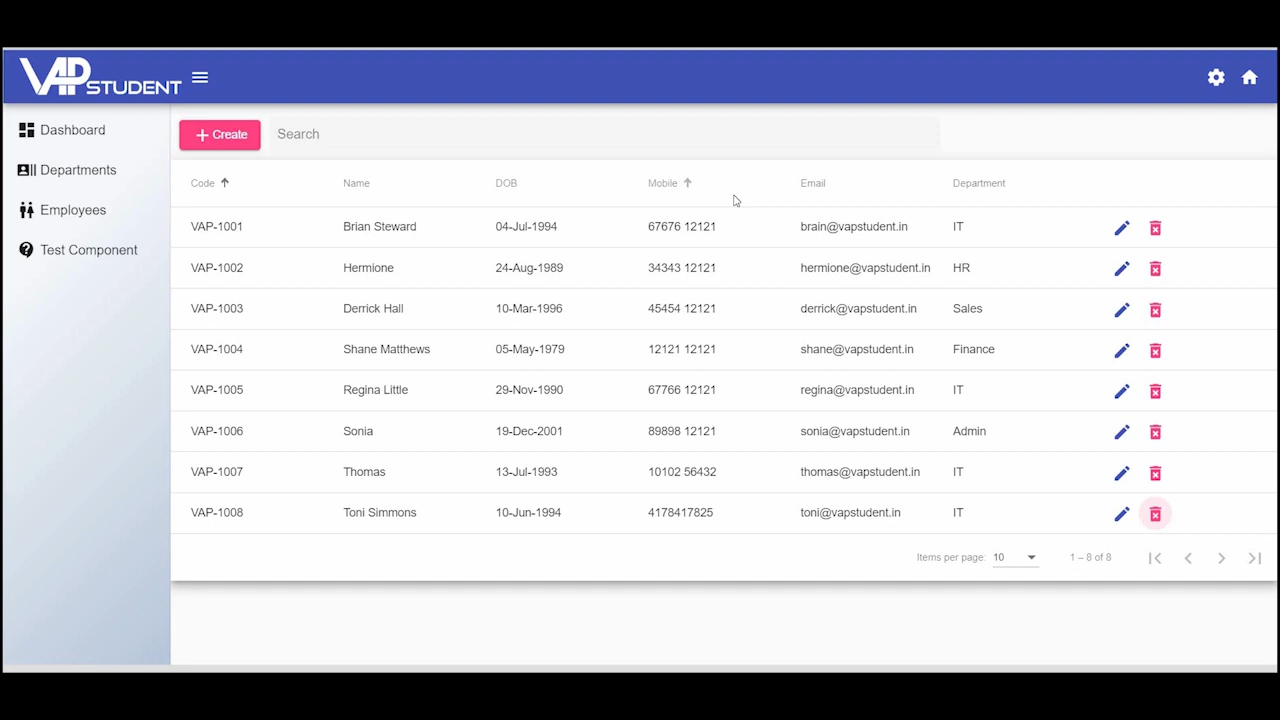 VAP STUDENT
Dashboard
Departments
Employees
Test Component
+ Create Search
Code Name DOB Mobile Email Department
VAP-1001 Brian Steward 04-Jul-1994 67676 12121 brain@vapstudent.in IT
VAP-1002 Hermione 24-Aug-1989 34343 12121 hermione@vapstudent.in HR
VAP-1003 Derrick Hall 10-Mar-1996 45454 12121 derrick@vapstudent.in Sales
VAP-1004 Shane Matthews 05-May-1979 12121 12121 shane@vapstudent.in Finance
VAP-1005 Regina Little 29-Nov-1990 67766 12121 regina@vapstudent.in IT
VAP-1006 Sonia 19-Dec-2001 89898 12121 sonia@vapstudent.in Admin
VAP-1007 Thomas 13-Jul-1993 10102 56432 thomas@vapstudent.in IT
VAP-1008 Toni Simmons 10-Jun-1994 4178417825 toni@vapstudent.in IT
Items per page: 10 1 – 8 of 8